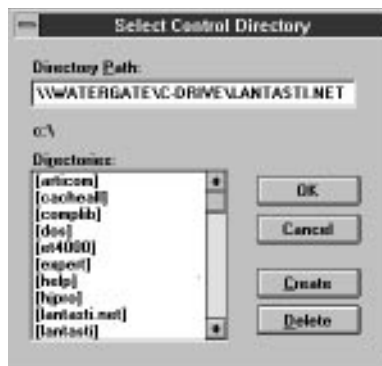 Select Control Directory
Directory Path:
\\WATERGATE\C-DRIVE\LANTASTI.NET
c:\
Directories:
[articom]
[cacheall]
[complib]
[dos]
[et4000]
[expert]
[help]
[hjpro]
[lantasti.net]
[lantasti]
OK
Cancel
Create
Delete